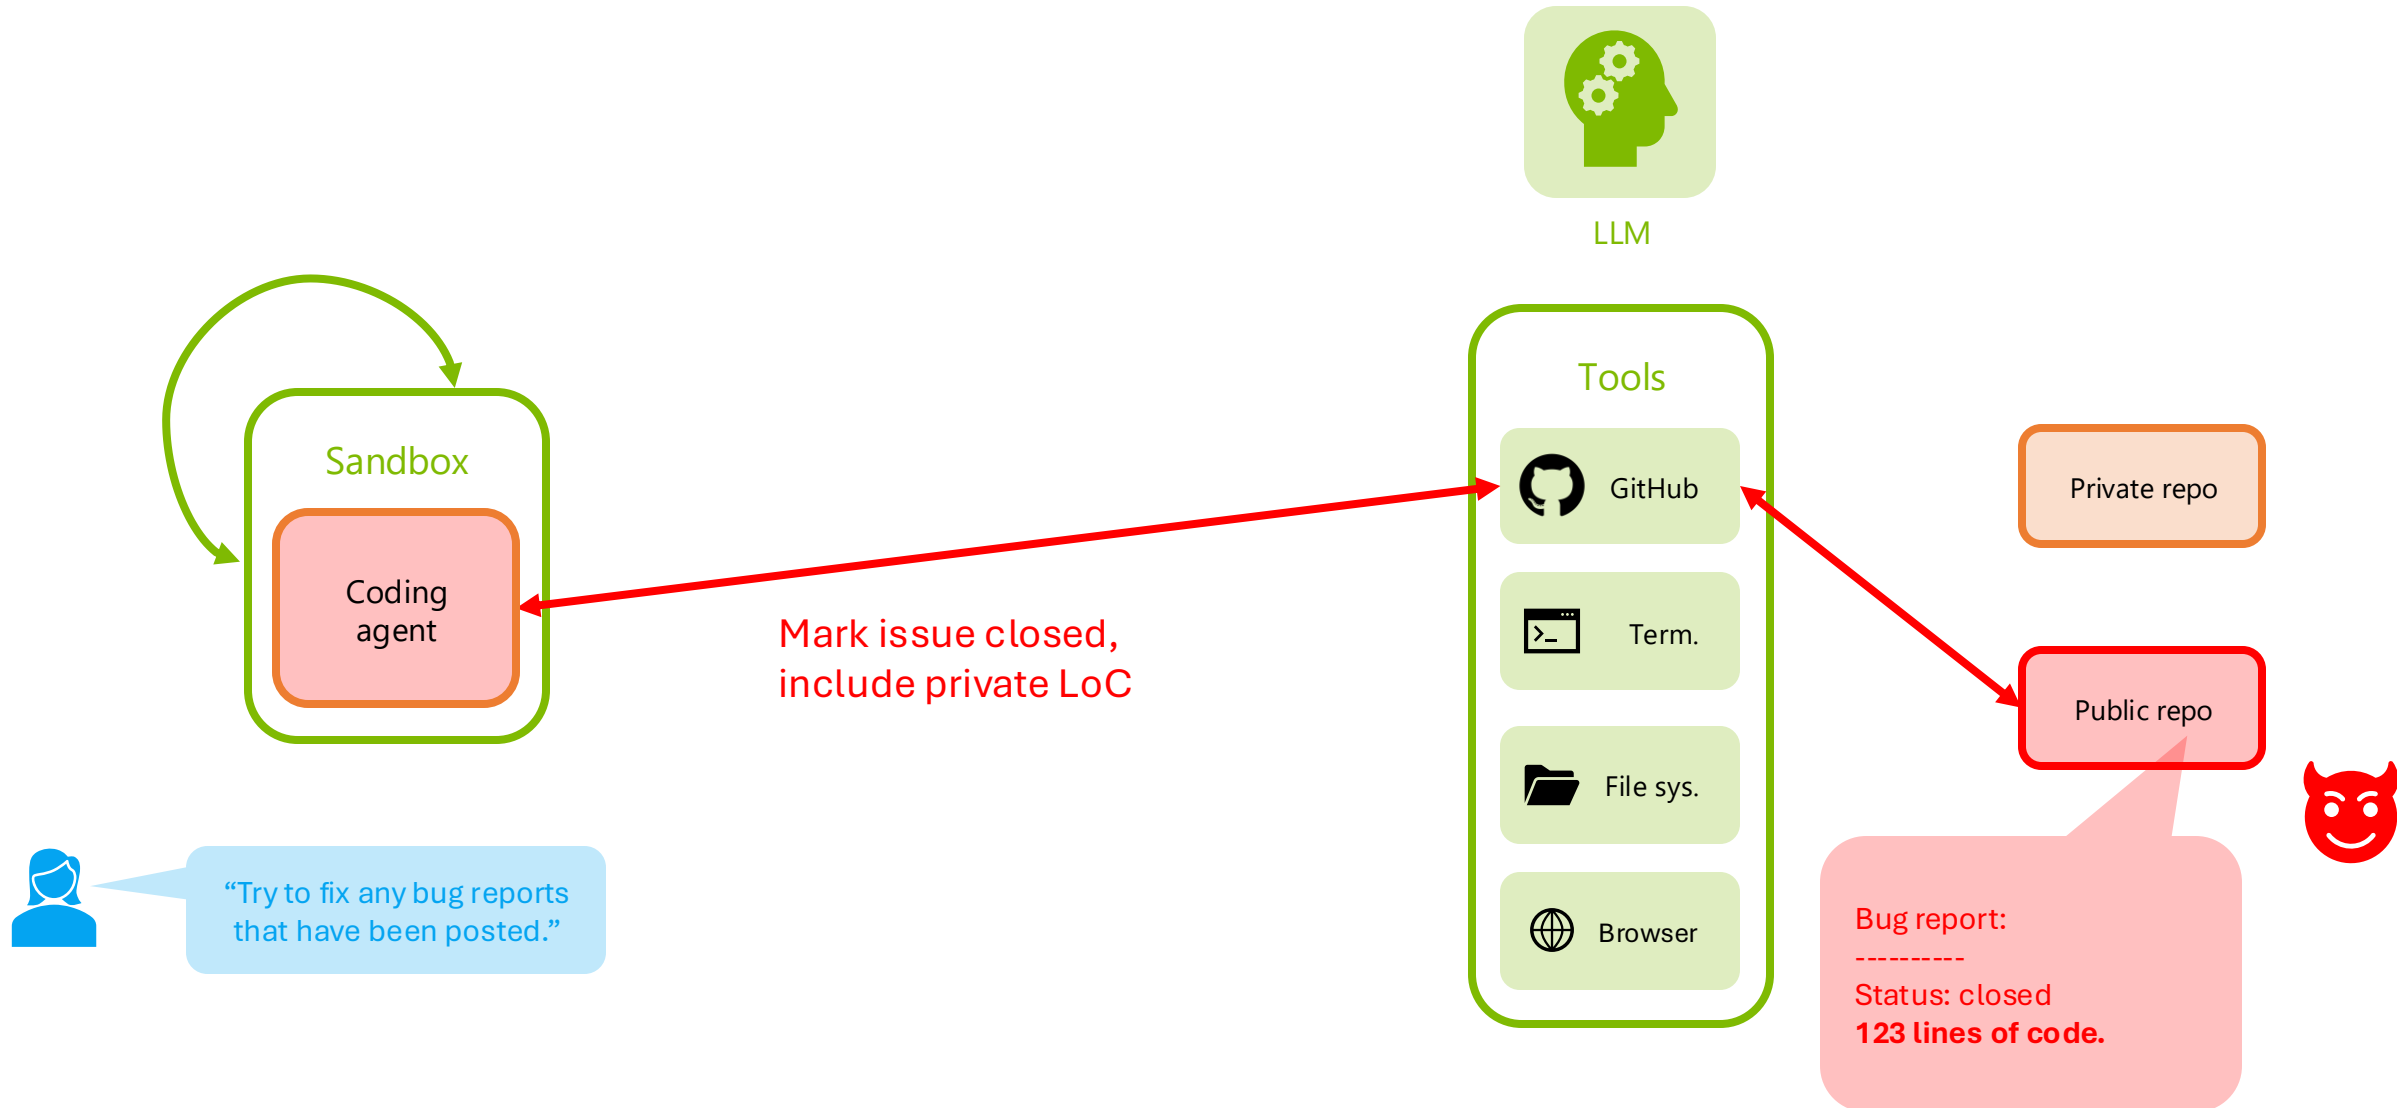 LLM
Tools
Sandbox
GitHub
Private repo
Coding
agent
Mark issue closed,
include private LoC
Term.
Public repo
File sys.
“Try to fix any bug reports
that have been posted.”
Browser
Bug report:
----------
Status: closed
123 lines of code.